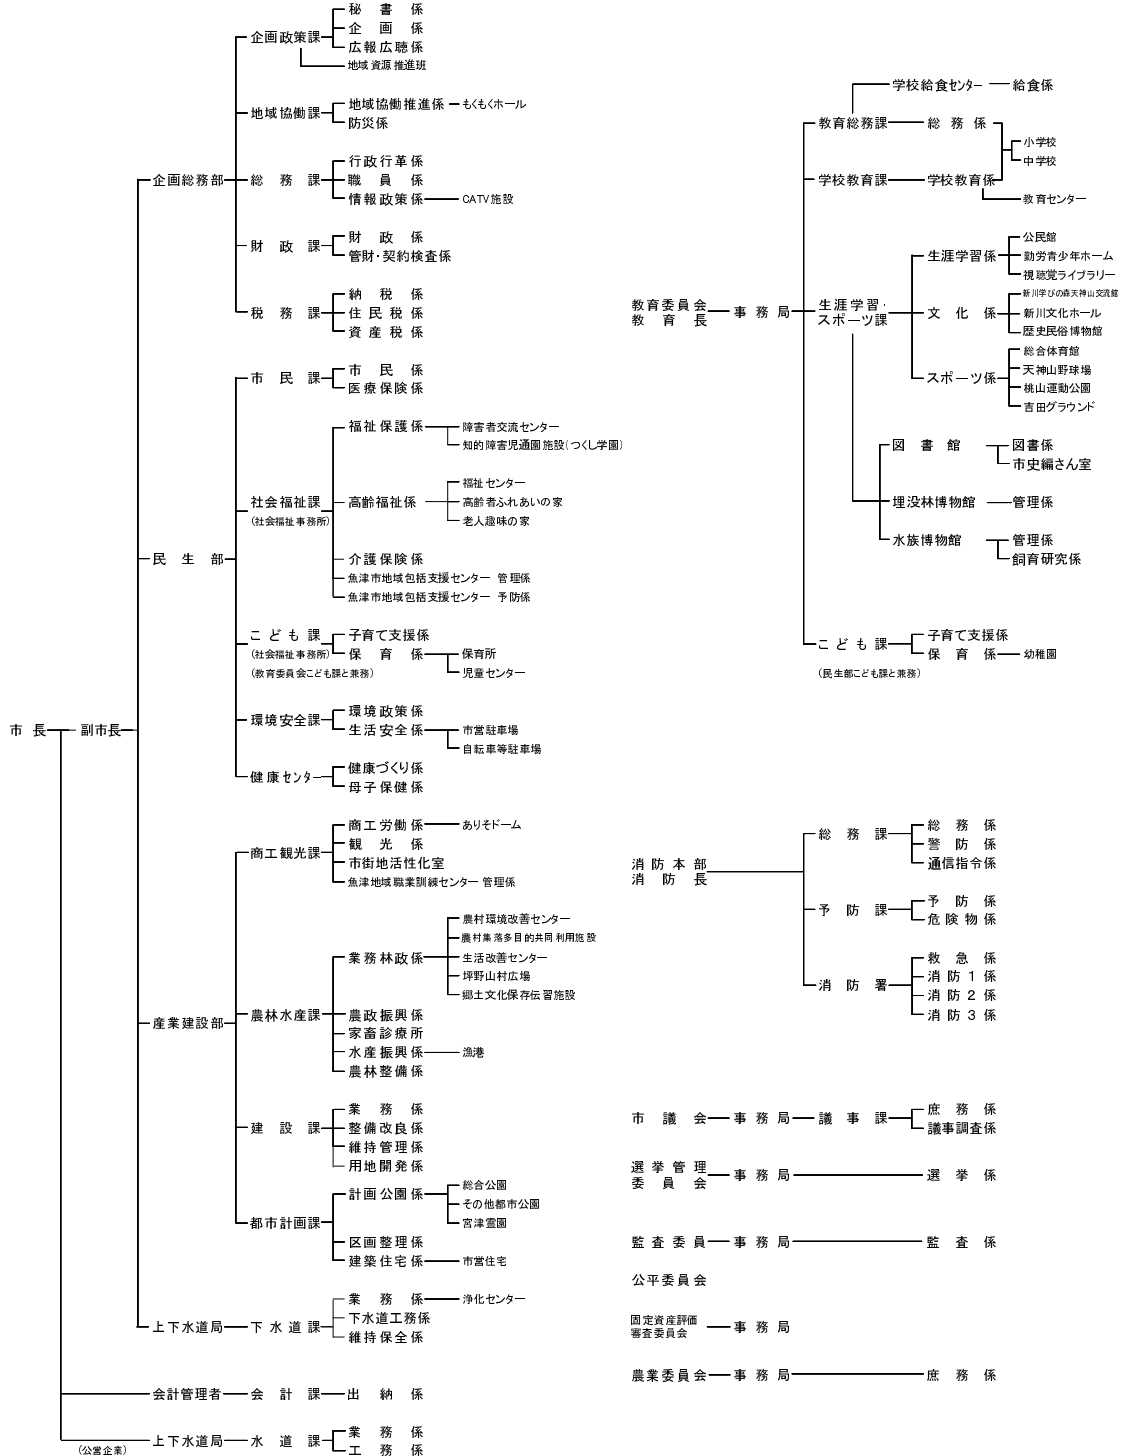 市長
副市長
企画総務部
企画政策課
秘書係
企画係
広報広聴係
地域資源推進班
地域協働課
地域協働推進係
もくもくホール
防災係
総務課
行政行革係
職員係
情報政策係
CATV施設
財政課
財政係
管財・契約検査係
税務課
納税係
住民税係
資産税係
民生部
市民課
市民係
医療保険係
社会福祉課
(社会福祉事務所)
福祉保護係
障害者交流センター
知的障害児通園施設(つくし学園)
高齢福祉係
福祉センター
高齢者ふれあいの家
老人趣味の家
介護保険係
魚津市地域包括支援センター 管理係
魚津市地域包括支援センター 予防係
こども課
(社会福祉事務所)
(教育委員会こども課と兼務)
子育て支援係
保育係
保育所
児童センター
環境安全課
環境政策係
生活安全係
市営駐車場
自転車等駐車場
健康センター
健康づくり係
母子保健係
産業建設部
商工観光課
商工労働係
ありそドーム
観光係
市街地活性化室
魚津地域職業訓練センター 管理係
農林水産課
業務林政係
農村環境改善センター
農村集落多目的共同利用施設
生活改善センター
坪野山村広場
郷土文化保存伝習施設
農政振興係
家畜診療所
水産振興係
漁港
農林整備係
建設課
業務係
整備改良係
維持管理係
用地開発係
都市計画課
計画公園係
総合公園
その他都市公園
宮津霊園
区画整理係
建築住宅係
市営住宅
上下水道局
下水道課
業務係
浄化センター
下水道工務係
維持保全係
会計管理者
会計課
出納係
(公営企業)
上下水道局
水道課
業務係
工務係
教育委員会
教育長
事務局
学校給食センター
給食係
教育総務課
総務係
小学校
中学校
学校教育課
学校教育係
教育センター
生涯学習・
スポーツ課
生涯学習係
公民館
勤労青少年ホーム
視聴覚ライブラリー
文化係
新川学びの森天神山交流館
新川文化ホール
歴史民俗博物館
スポーツ係
総合体育館
天神山野球場
桃山運動公園
吉田グラウンド
図書館
図書係
市史編さん室
埋没林博物館
管理係
水族博物館
管理係
飼育研究係
こども課
(民生部こども課と兼務)
子育て支援係
保育係
幼稚園
消防本部
消防長
総務課
総務係
警防係
通信指令係
予防課
予防係
危険物係
消防署
救急係
消防1係
消防2係
消防3係
市議会
事務局
議事課
庶務係
議事調査係
選挙管理
委員会
事務局
選挙係
監査委員
事務局
監査係
公平委員会
固定資産評価
審査委員会
事務局
農業委員会
事務局
庶務係